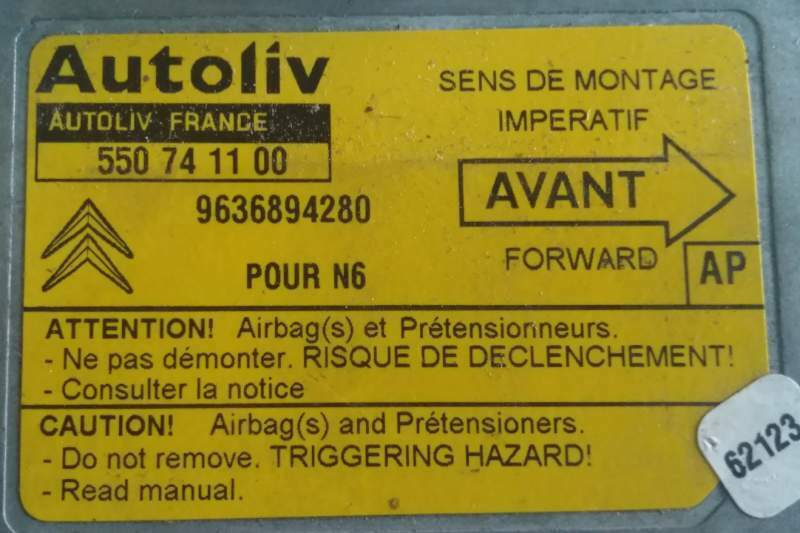 Autoliv
AUTOLIV FRANCE
550 74 11 00
9636894280
POUR N6
SENS DE MONTAGE
IMPERATIF
AVANT
FORWARD
AP
ATTENTION! Airbag(s) et Prétensionneurs.
- Ne pas démonter. RISQUE DE DECLENCHEMENT!
- Consulter la notice
CAUTION! Airbag(s) and Prétensioners.
- Do not remove. TRIGGERING HAZARD!
- Read manual.
62123